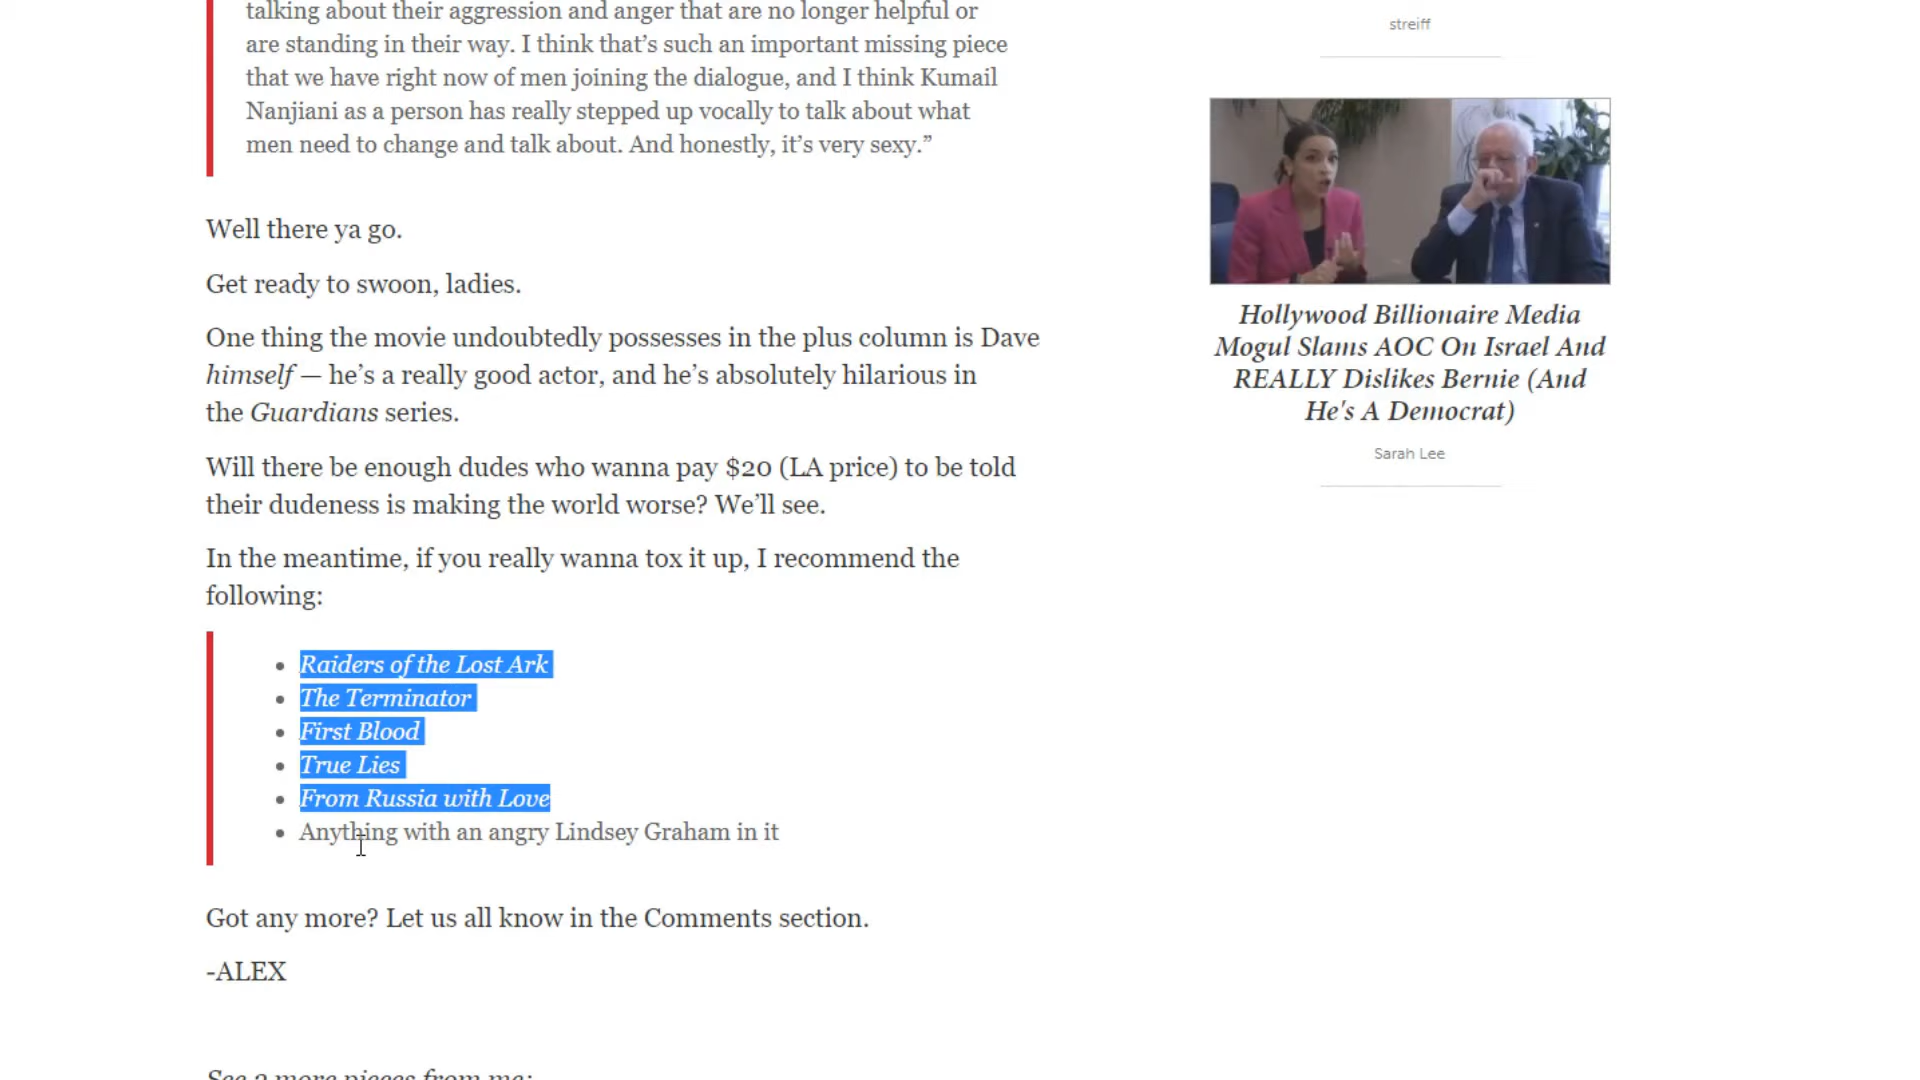 talking about their aggression and anger that are no longer helpful or
are standing in their way. I think that’s such an important missing piece
that we have right now of men joining the dialogue, and I think Kumail
Nanjiani as a person has really stepped up vocally to talk about what
men need to change and talk about. And honestly, it’s very sexy.”
Well there ya go.
Get ready to swoon, ladies.
One thing the movie undoubtedly possesses in the plus column is Dave
himself — he’s a really good actor, and he’s absolutely hilarious in
the Guardians series.
Will there be enough dudes who wanna pay $20 (LA price) to be told
their dudeness is making the world worse? We’ll see.
In the meantime, if you really wanna tox it up, I recommend the
following:
• Raiders of the Lost Ark
• The Terminator
• First Blood
• True Lies
• From Russia with Love
• Anything with an angry Lindsey Graham in it
Got any more? Let us all know in the Comments section.
-ALEX
See 3 more pieces from me:
streiff
Hollywood Billionaire Media
Mogul Slams AOC On Israel And
REALLY Dislikes Bernie (And
He's A Democrat)
Sarah Lee